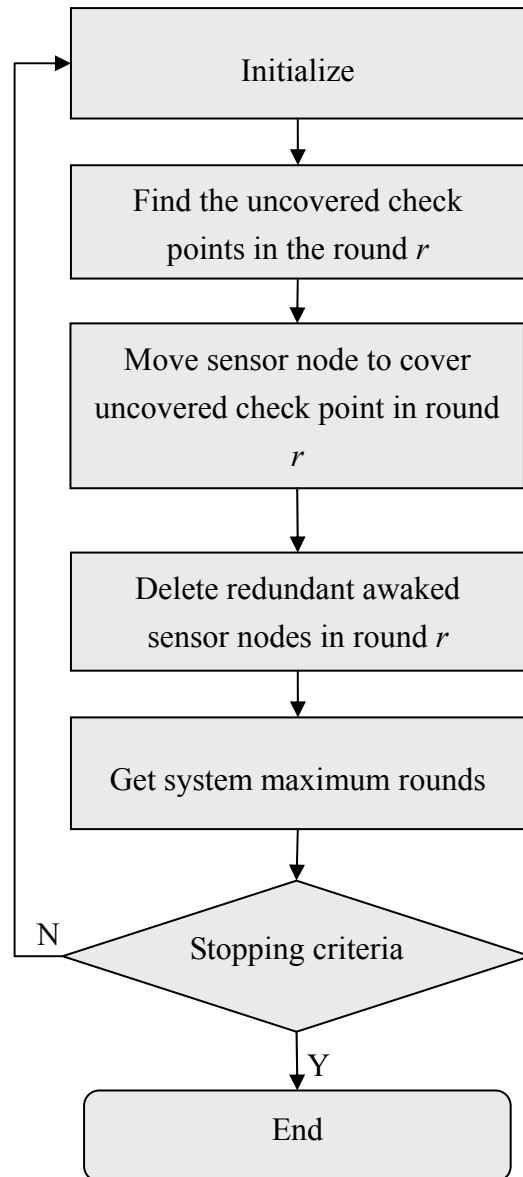 Initialize
Find the uncovered check
points in the round r
Move sensor node to cover
uncovered check point in round
r
Delete redundant awaked
sensor nodes in round r
Get system maximum rounds
N
Stopping criteria
Y
End